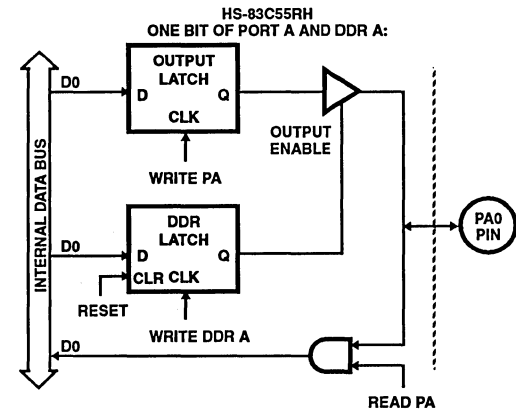 HS-83C55RH
ONE BIT OF PORT A AND DDR A:
OUTPUT
LATCH
D0
D
Q
CLK
OUTPUT
ENABLE
WRITE PA
INTERNAL DATA BUS
PA0
PIN
DDR
LATCH
D0
D
Q
CLR CLK
RESET
WRITE DDR A
D0
READ PA